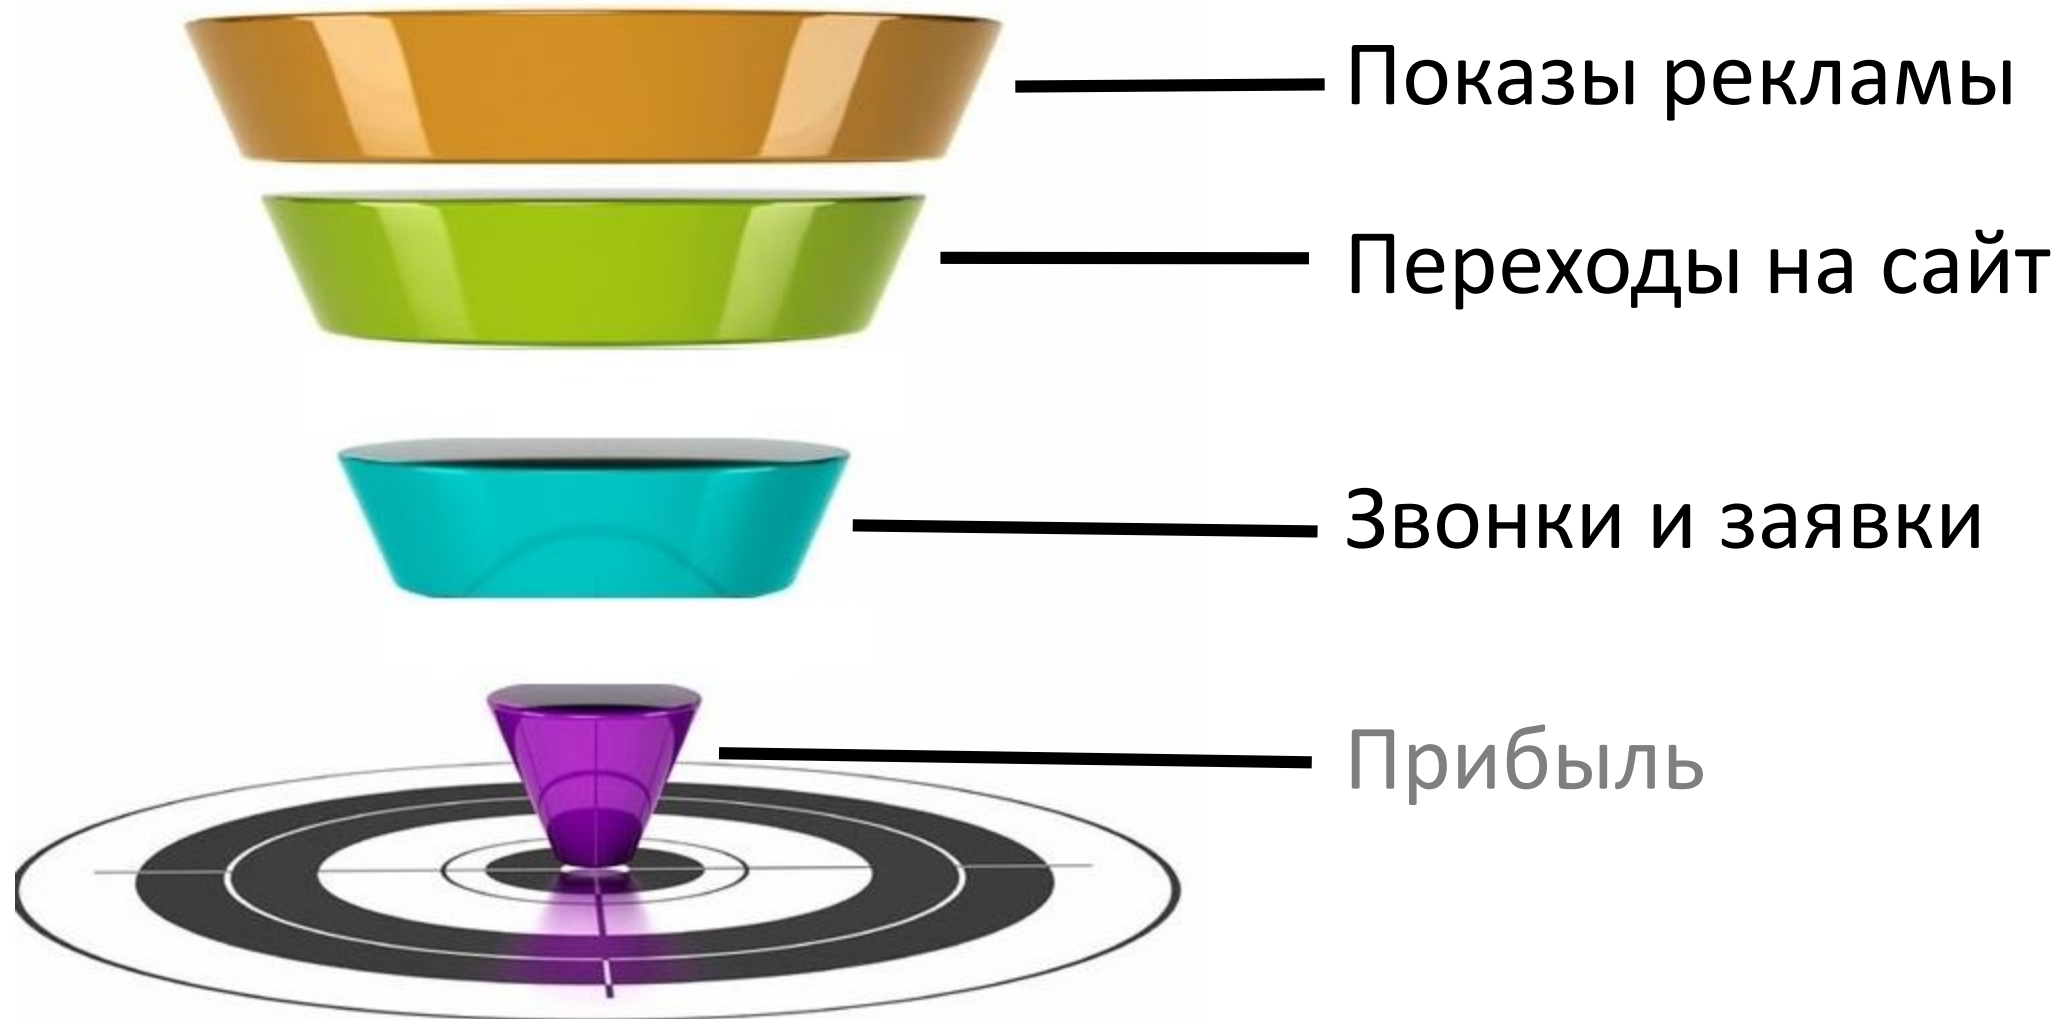 Показы рекламы
Переходы на сайт
Звонки и заявки
Прибыль